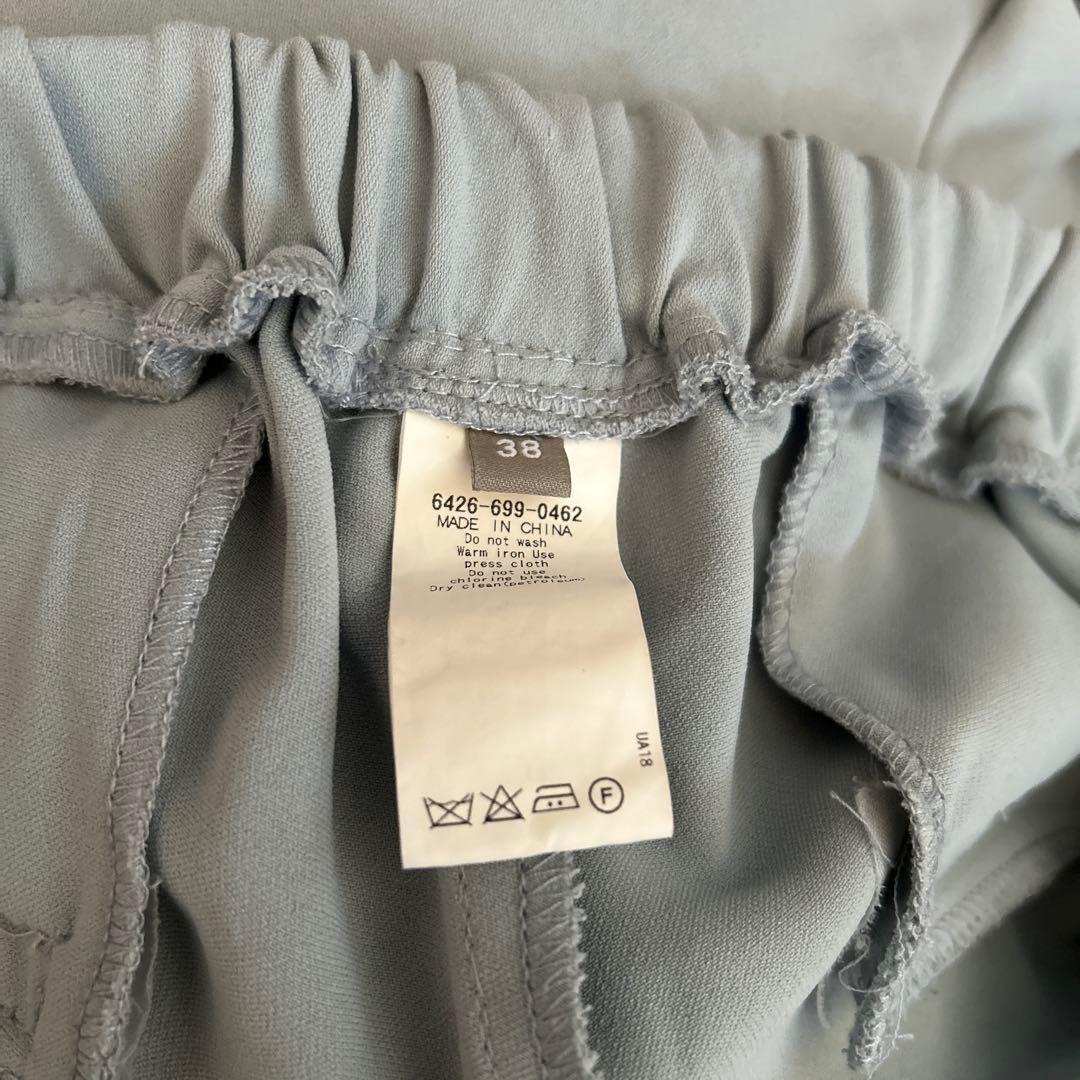 38
6426-699-0462
MADE IN CHINA
Do not wash
Warm iron Use
press cloth
Do not use
chlorine bleach
Dry clean(petroleum)
UA18
F